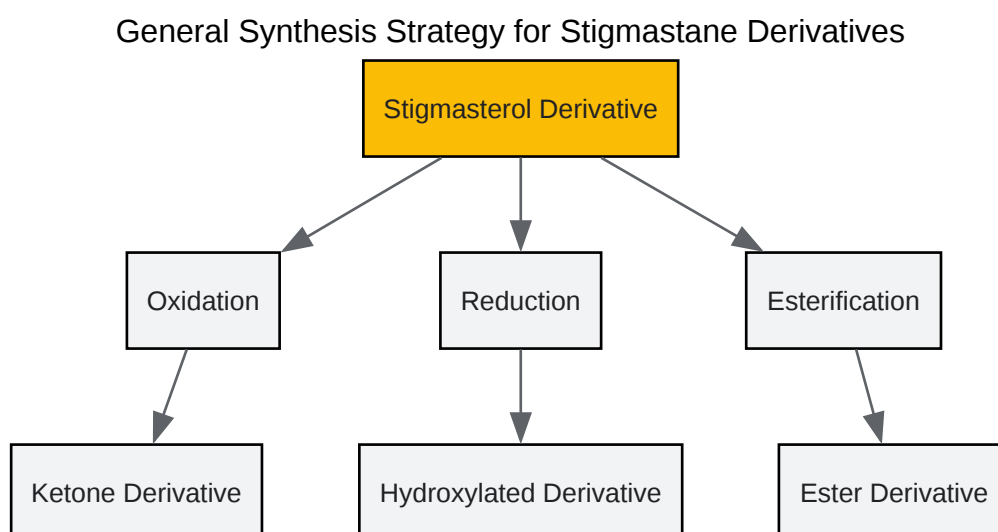 General Synthesis Strategy for Stigmastane Derivatives
Stigmasterol Derivative
Oxidation
Reduction
Esterification
Ketone Derivative
Hydroxylated Derivative
Ester Derivative